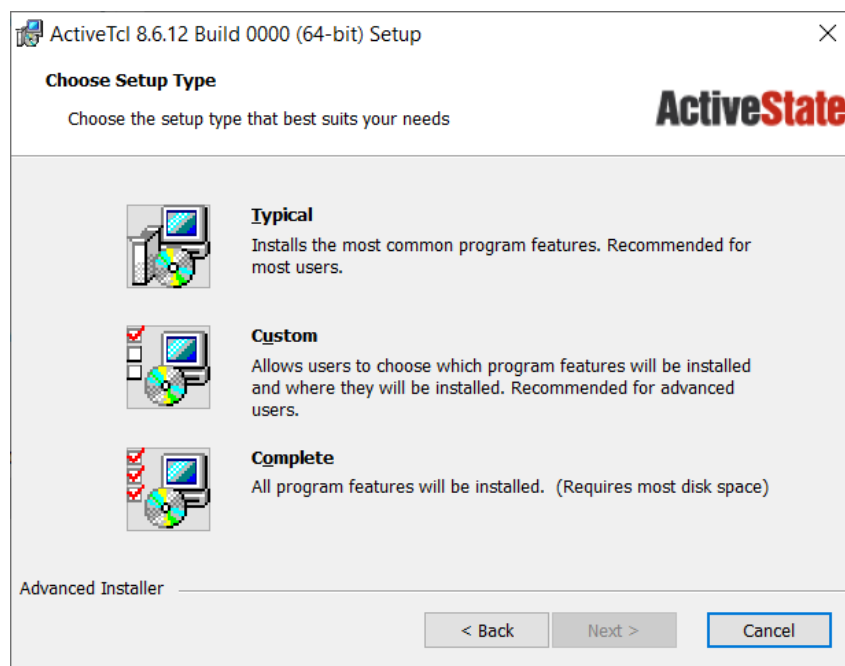 ActiveTcl 8.6.12 Build 0000 (64-bit) Setup
Choose Setup Type
Choose the setup type that best suits your needs
ActiveState
Typical
Installs the most common program features. Recommended for
most users.
Custom
Allows users to choose which program features will be installed
and where they will be installed. Recommended for advanced
users.
Complete
All program features will be installed.  (Requires most disk space)
Advanced Installer
< Back
Next >
Cancel